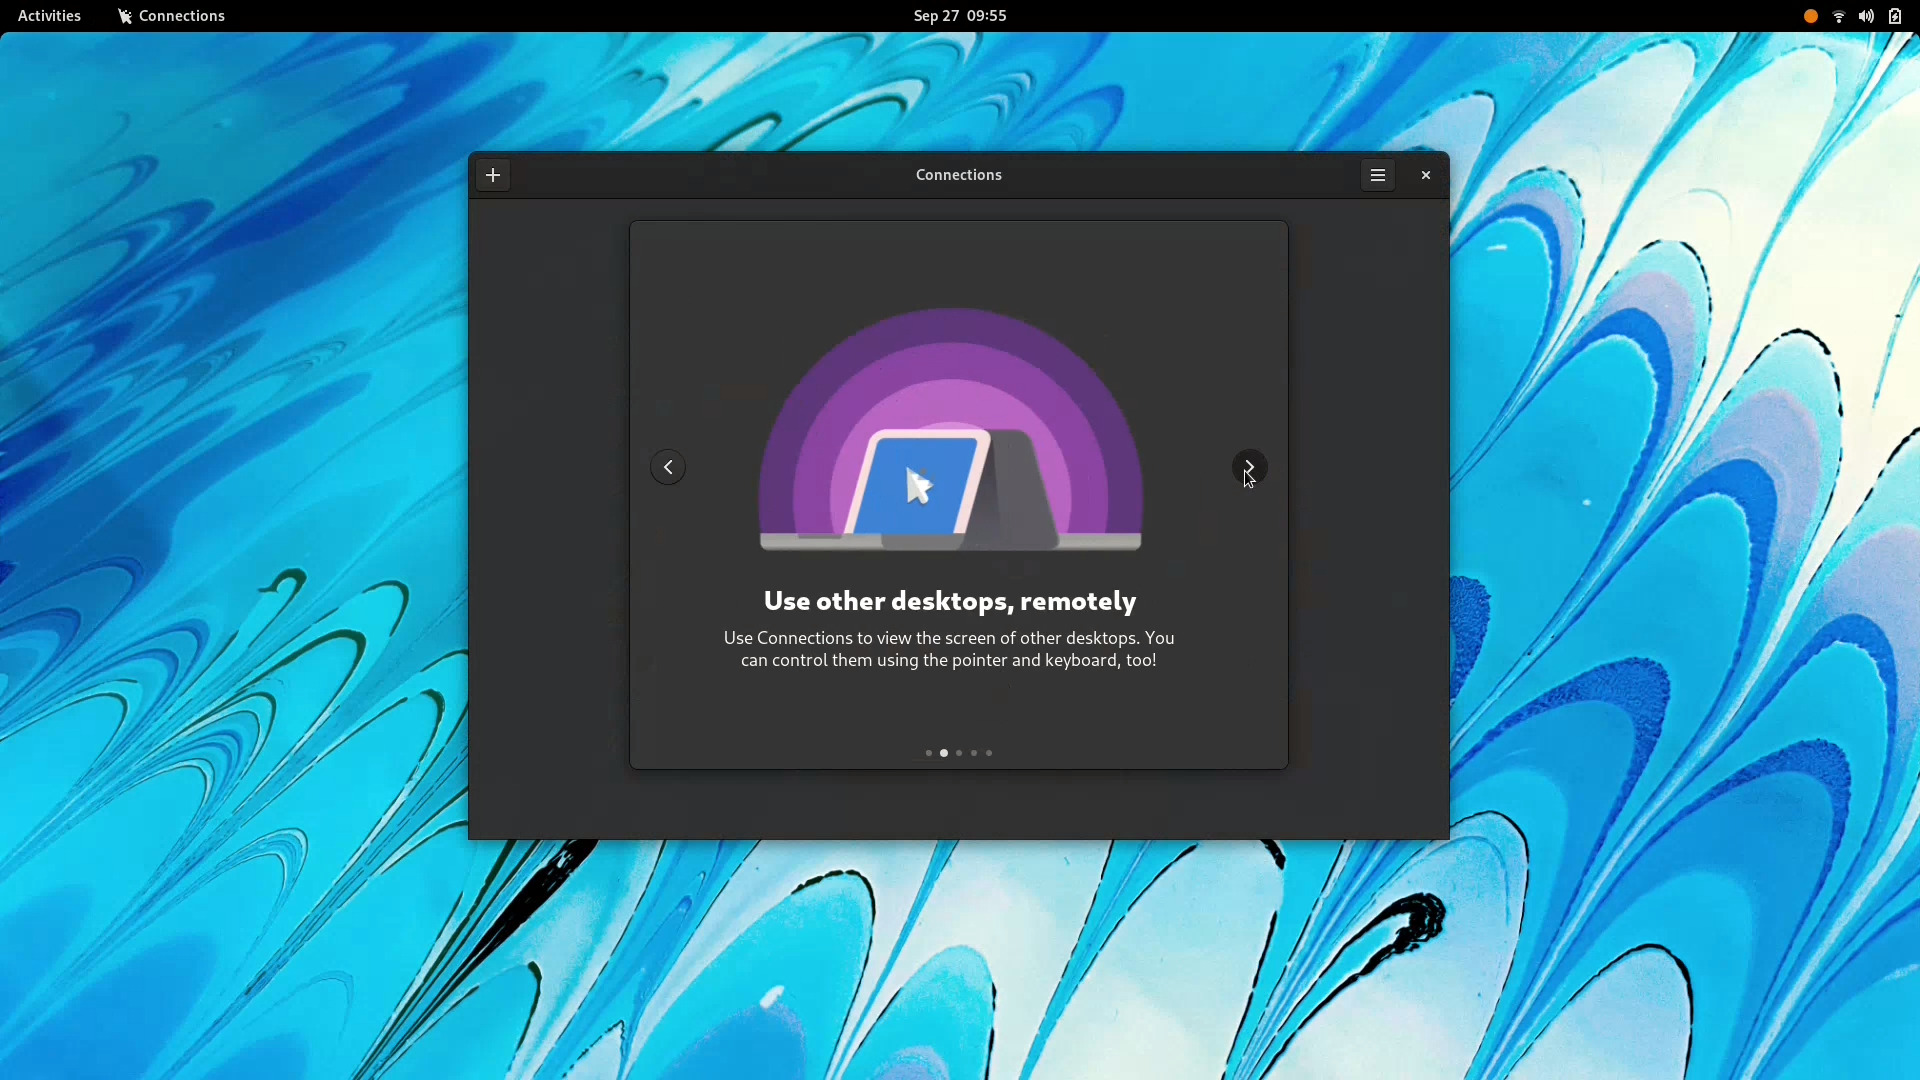 Activities Connections Sep 27 09:55
Connections
Use other desktops, remotely
Use Connections to view the screen of other desktops. You
can control them using the pointer and keyboard, too!